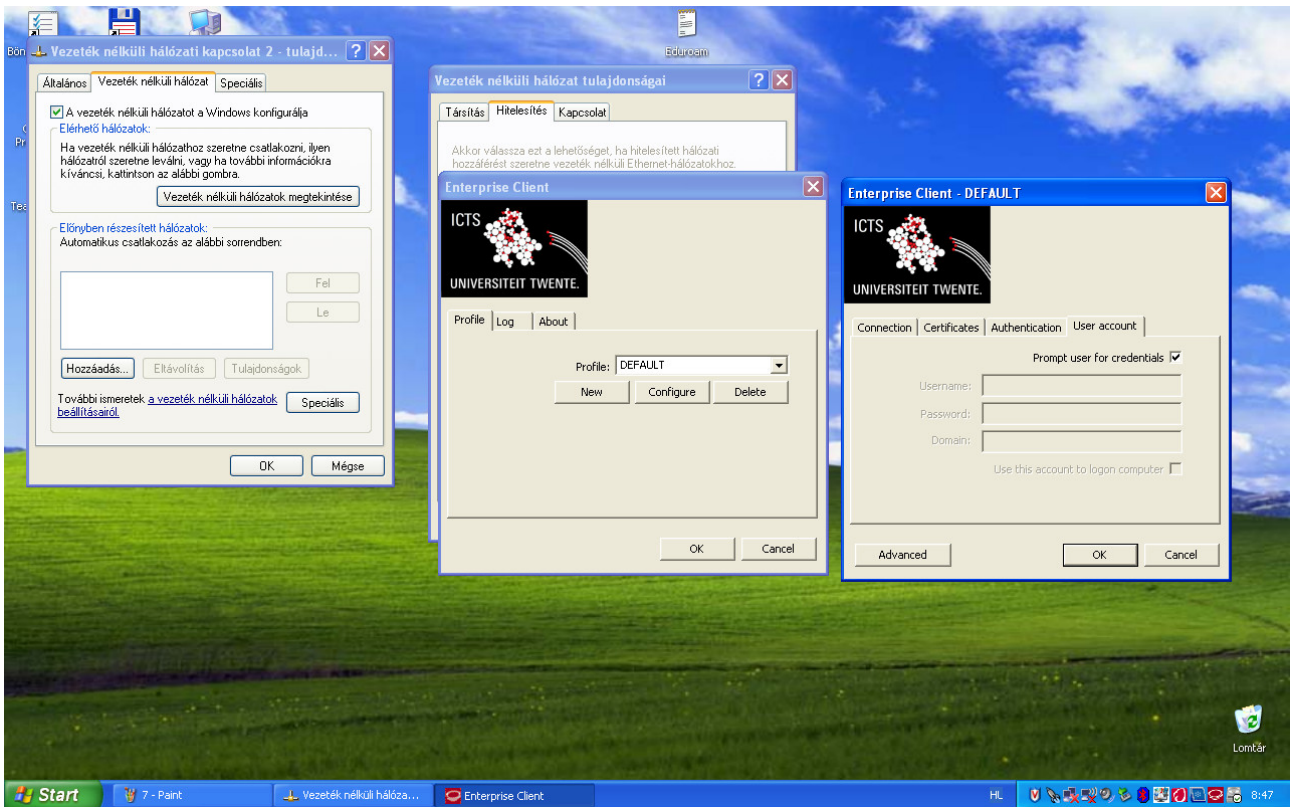 Bön
Eduroam
Pr
Tea
Vezeték nélküli hálózati kapcsolat 2 - tulajd...
Általános
Vezeték nélküli hálózat
Speciális
A vezeték nélküli hálózatot a Windows konfigurálja
Elérhető hálózatok:
Ha vezeték nélküli hálózathoz szeretne csatlakozni, ilyen
hálózatról szeretne leválni, vagy ha további információkra
kíváncsi, kattintson az alábbi gombra.
Vezeték nélküli hálózatok megtekintése
Előnyben részesített hálózatok:
Automatikus csatlakozás az alábbi sorrendben:
Fel
Le
Hozzáadás...
Eltávolítás
Tulajdonságok
További ismeretek a vezeték nélküli hálózatok
beállításairól.
Speciális
OK
Mégse
Vezeték nélküli hálózat tulajdonságai
Társítás
Hitelesítés
Kapcsolat
Akkor válassza ezt a lehetőséget, ha hitelesített hálózati
hozzáférést szeretne vezeték nélküli Ethernet-hálózatokhoz.
Enterprise Client
ICTS
UNIVERSITEIT TWENTE.
Profile
Log
About
Profile:
DEFAULT
New
Configure
Delete
OK
Cancel
Enterprise Client - DEFAULT
ICTS
UNIVERSITEIT TWENTE.
Connection
Certificates
Authentication
User account
Prompt user for credentials
Username:
Password:
Domain:
Use this account to logon computer
Advanced
OK
Cancel
Lomtár
Start
7 - Paint
Vezeték nélküli hálóza...
Enterprise Client
HL
8:47